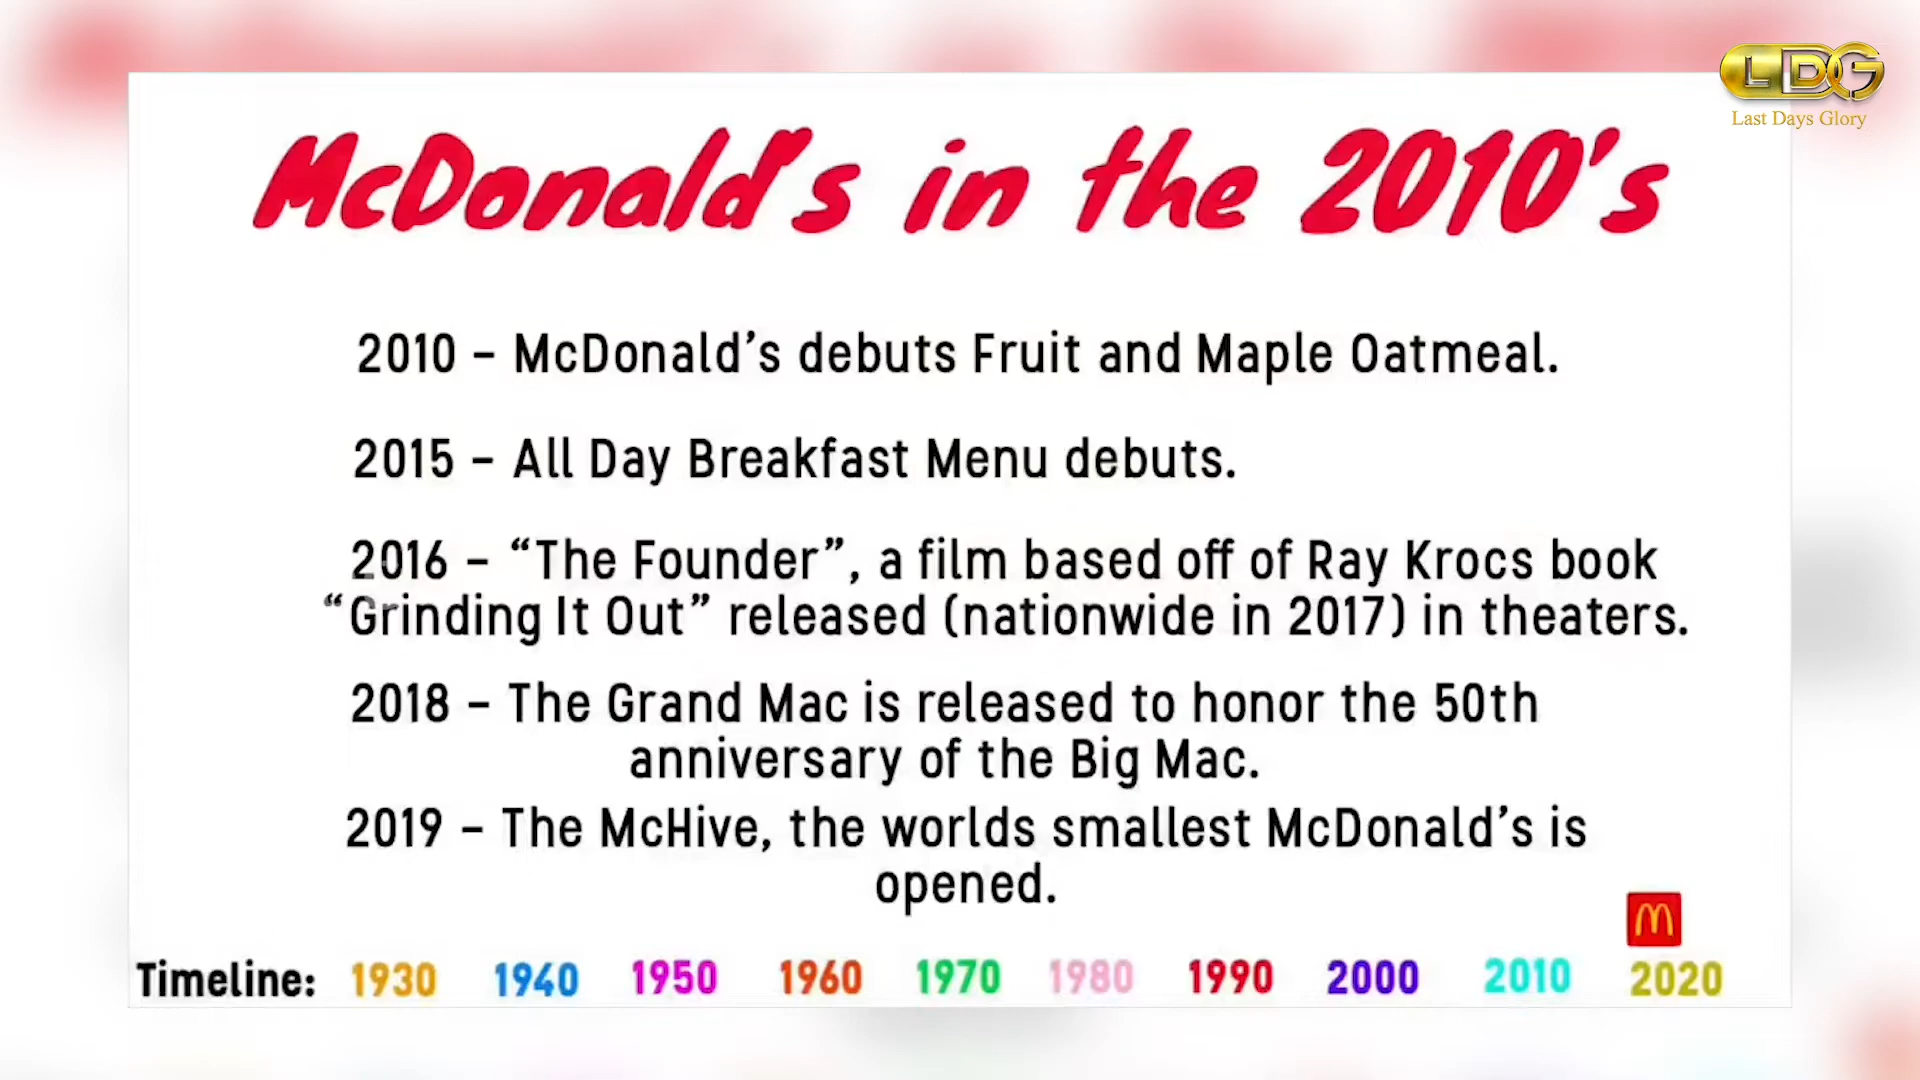 LDG
Last Days Glory
McDonald's in the 2010's
2010 – McDonald’s debuts Fruit and Maple Oatmeal.
2015 – All Day Breakfast Menu debuts.
2016 – “The Founder”, a film based off of Ray Krocs book
“Grinding It Out” released (nationwide in 2017) in theaters.
2018 – The Grand Mac is released to honor the 50th
anniversary of the Big Mac.
2019 – The McHive, the worlds smallest McDonald’s is
opened.
Timeline: 1930 1940 1950 1960 1970 1980 1990 2000 2010 2020